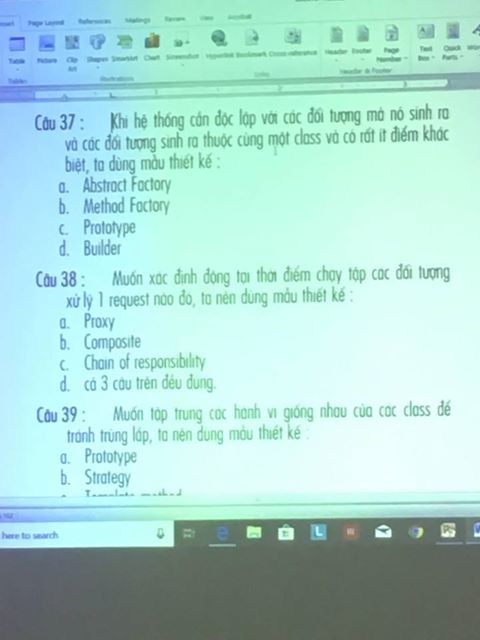 Insert Page Layout References Mailings Review View Acrobat
Table Picture Clip Art Shapes SmartArt Chart Screenshot Hyperlink Bookmark Cross-reference Header Footer Page Number Text Box Quick Parts
Tables Illustrations Links Header & Footer
Câu 37 : Khi hệ thống cần độc lập với các đối tượng mà nó sinh ra
và các đối tượng sinh ra thuộc cùng một class và có rất ít điểm khác
biệt, ta dùng mẫu thiết kế :
a. Abstract Factory
b. Method Factory
c. Prototype
d. Builder
Câu 38 : Muốn xác định động tại thời điểm chạy tập các đối tượng
xử lý 1 request nào đó, ta nên dùng mẫu thiết kế :
a. Proxy
b. Composite
c. Chain of responsibility
d. cả 3 câu trên đều đúng.
Câu 39 : Muốn tập trung các hành vi giống nhau của các class để
tránh trùng lắp, ta nên dùng mẫu thiết kế :
a. Prototype
b. Strategy
Template method
here to search